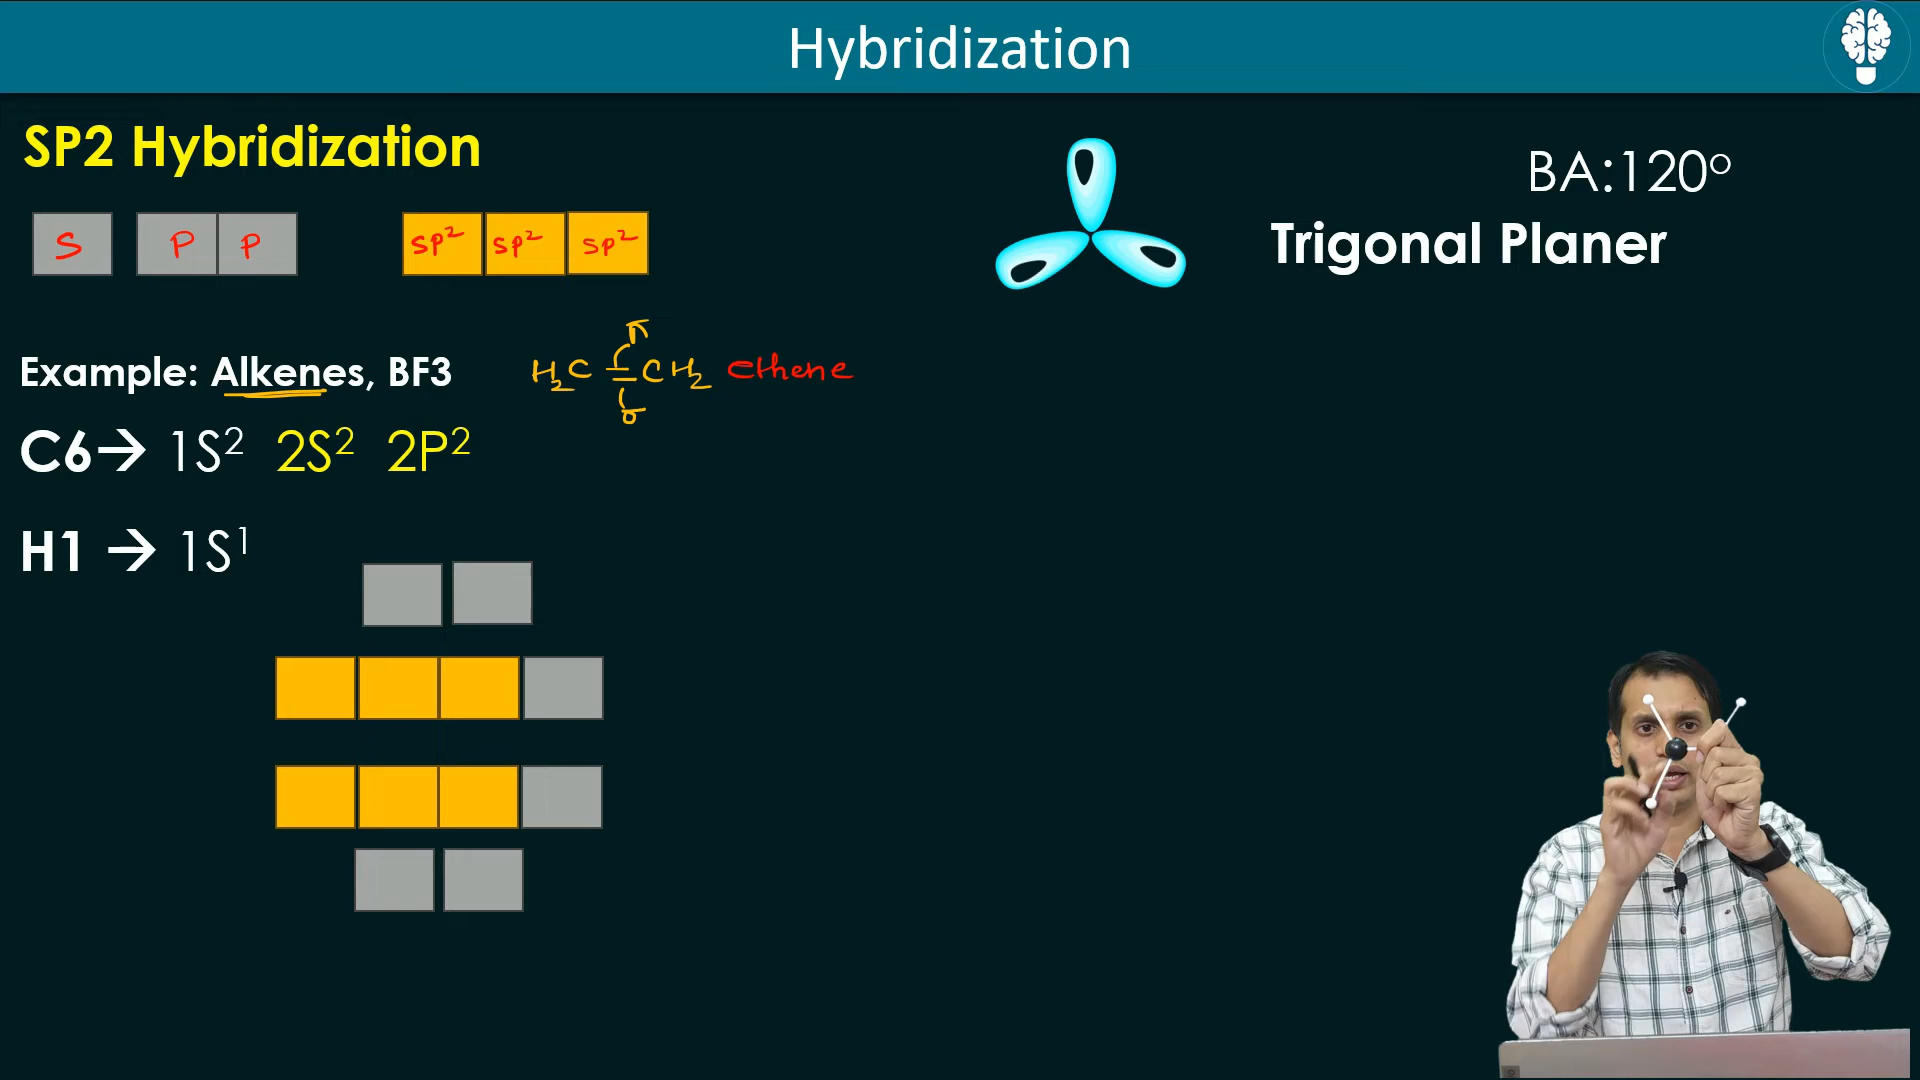 Hybridization
SP2 Hybridization
BA:120°
S P P
sp² sp² sp²
Trigonal Planer
π
Example: Alkenes, BF3
H₂C = CH₂ ethene
σ
C6→ 1S² 2S² 2P²
H1 → 1S¹